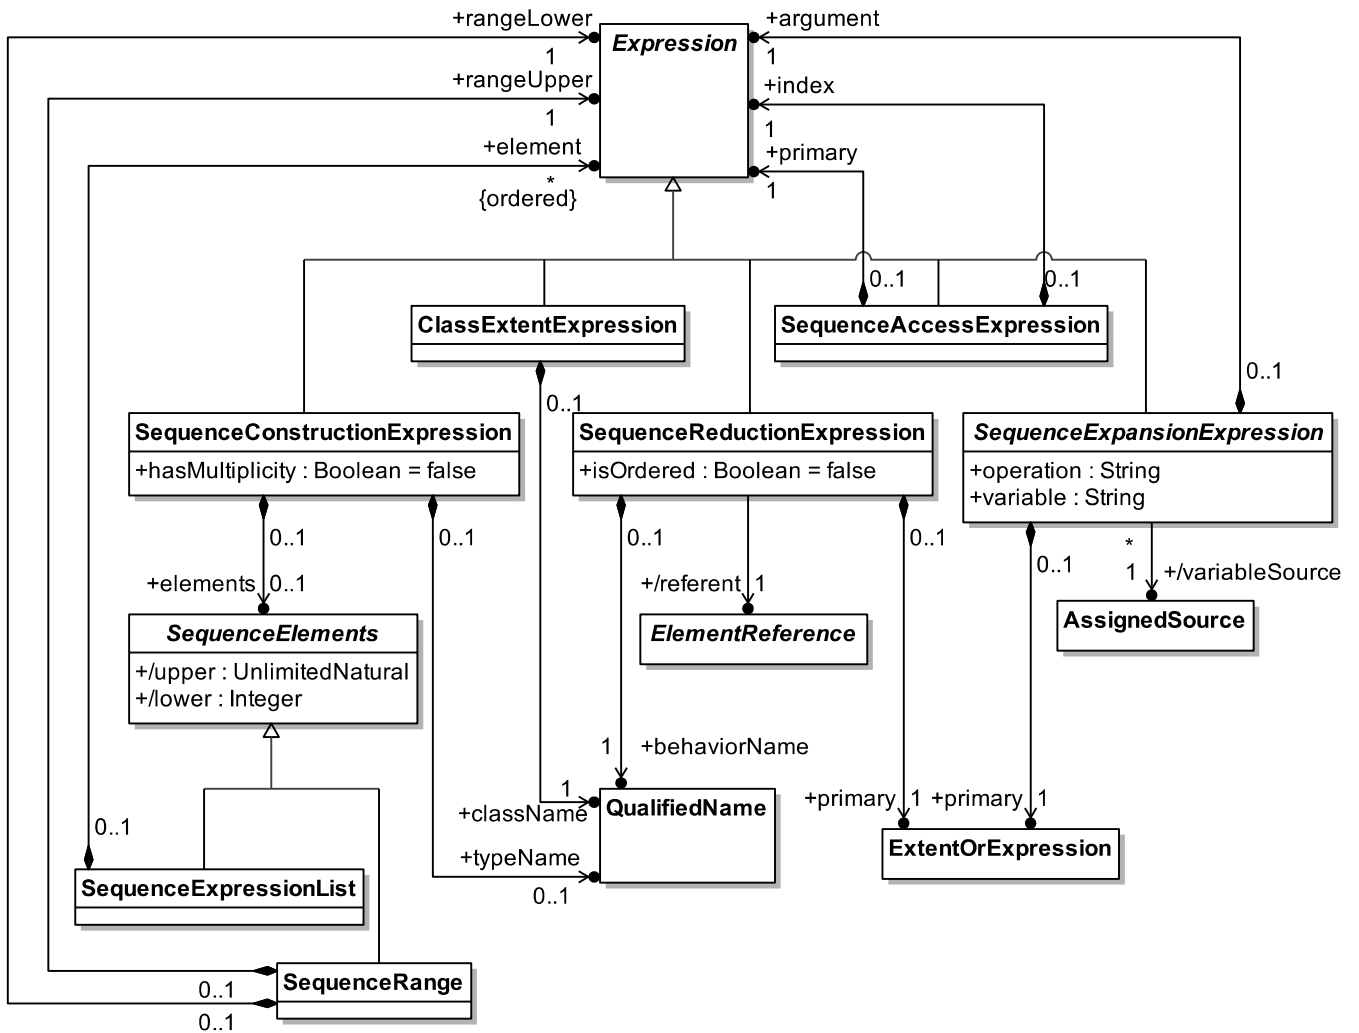 +rangeLower
+argument
Expression
1
1
+rangeUpper
+index
1
1
+element
+primary
*
1
{ordered}
0..1
0..1
ClassExtentExpression
SequenceAccessExpression
0..1
0..1
SequenceConstructionExpression
SequenceReductionExpression
SequenceExpansionExpression
+hasMultiplicity : Boolean = false
+isOrdered : Boolean = false
+operation : String
+variable : String
0..1
0..1
0..1
0..1
*
0..1
+elements
0..1
+/referent
1
1
+/variableSource
SequenceElements
ElementReference
AssignedSource
+/upper : UnlimitedNatural
+/lower : Integer
1
+behaviorName
1
+className
QualifiedName
+primary
1
+primary
1
0..1
+typeName
ExtentOrExpression
SequenceExpressionList
0..1
SequenceRange
0..1
0..1